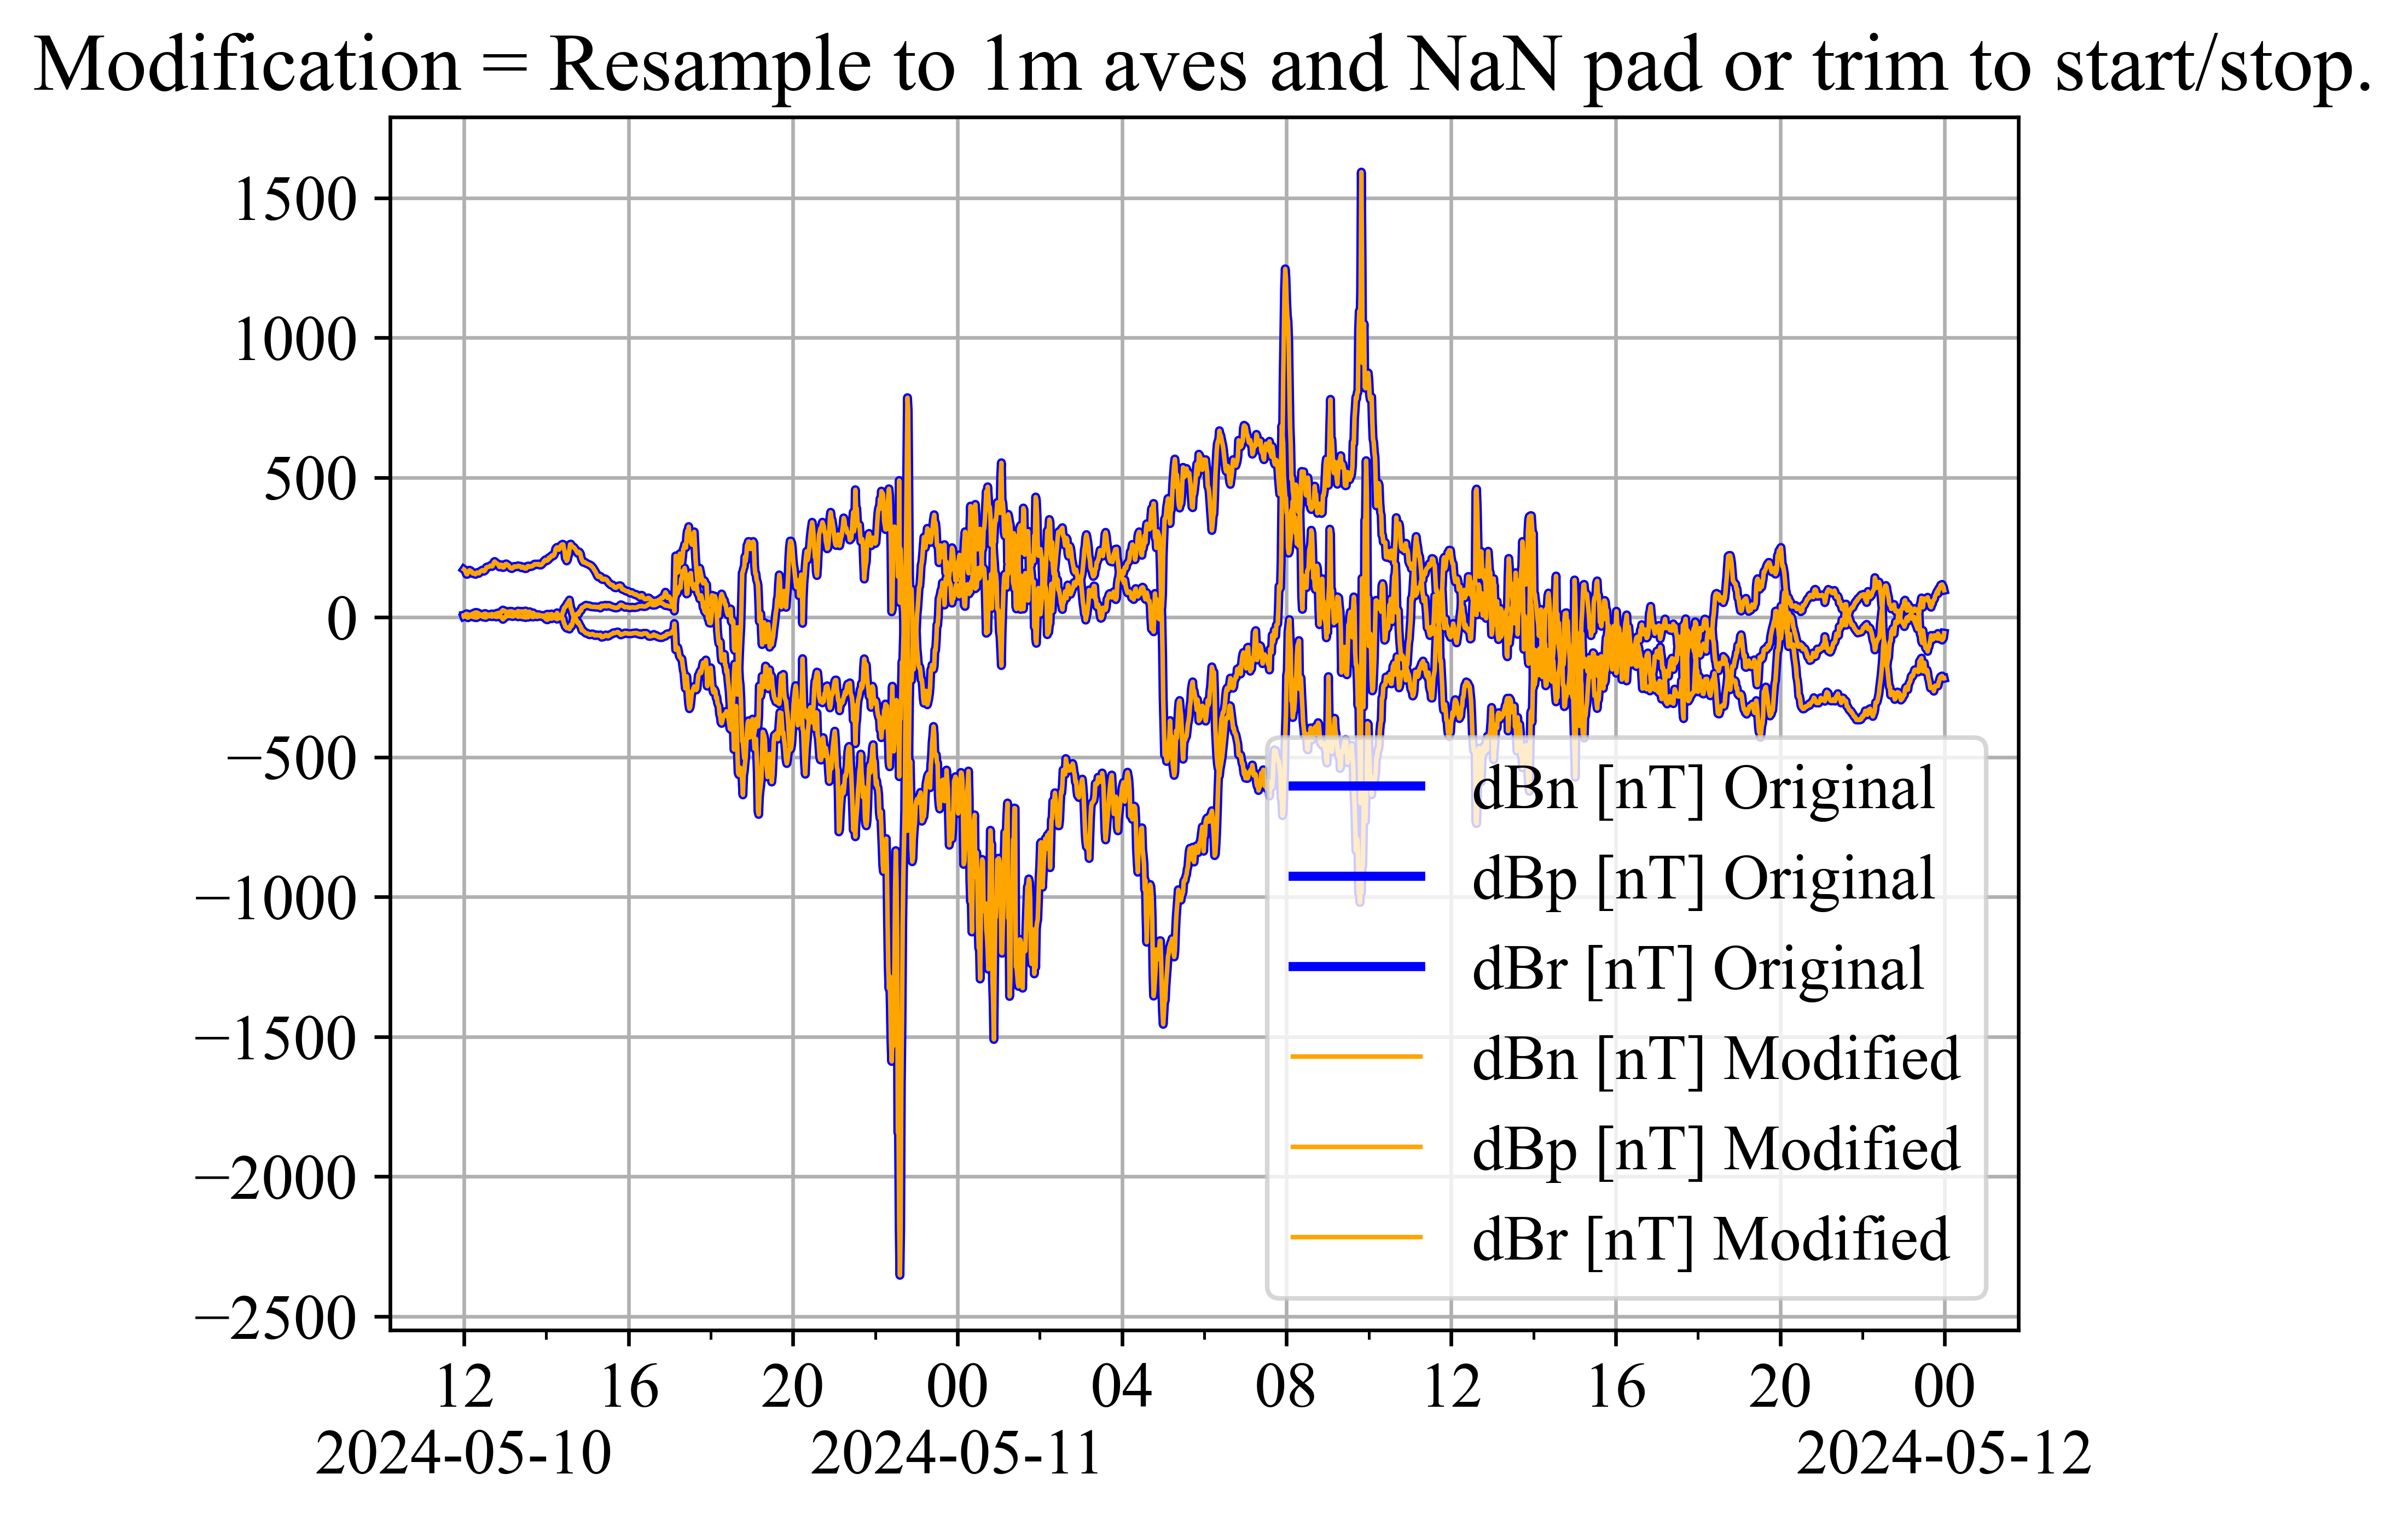 Modification = Resample to 1m aves and NaN pad or trim to start/stop.
1500
1000
500
0
−500
−1000
−1500
−2000
−2500
dBn [nT] Original
dBp [nT] Original
dBr [nT] Original
dBn [nT] Modified
dBp [nT] Modified
dBr [nT] Modified
12 16 20 00 04 08 12 16 20 00
2024-05-10 2024-05-11 2024-05-12